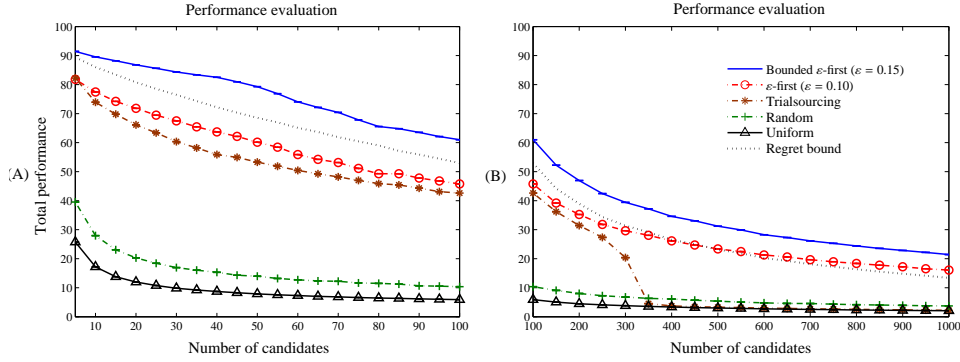 Performance evaluation
100
90
80
70
60
50
40
30
20
10
0
Total performance
(A)
10 20 30 40 50 60 70 80 90 100
Number of candidates
Performance evaluation
100
90
80
70
60
50
40
30
20
10
0
(B)
Bounded ε-first (ε = 0.15)
ε-first (ε = 0.10)
Trialsourcing
Random
Uniform
Regret bound
100 200 300 400 500 600 700 800 900 1000
Number of candidates